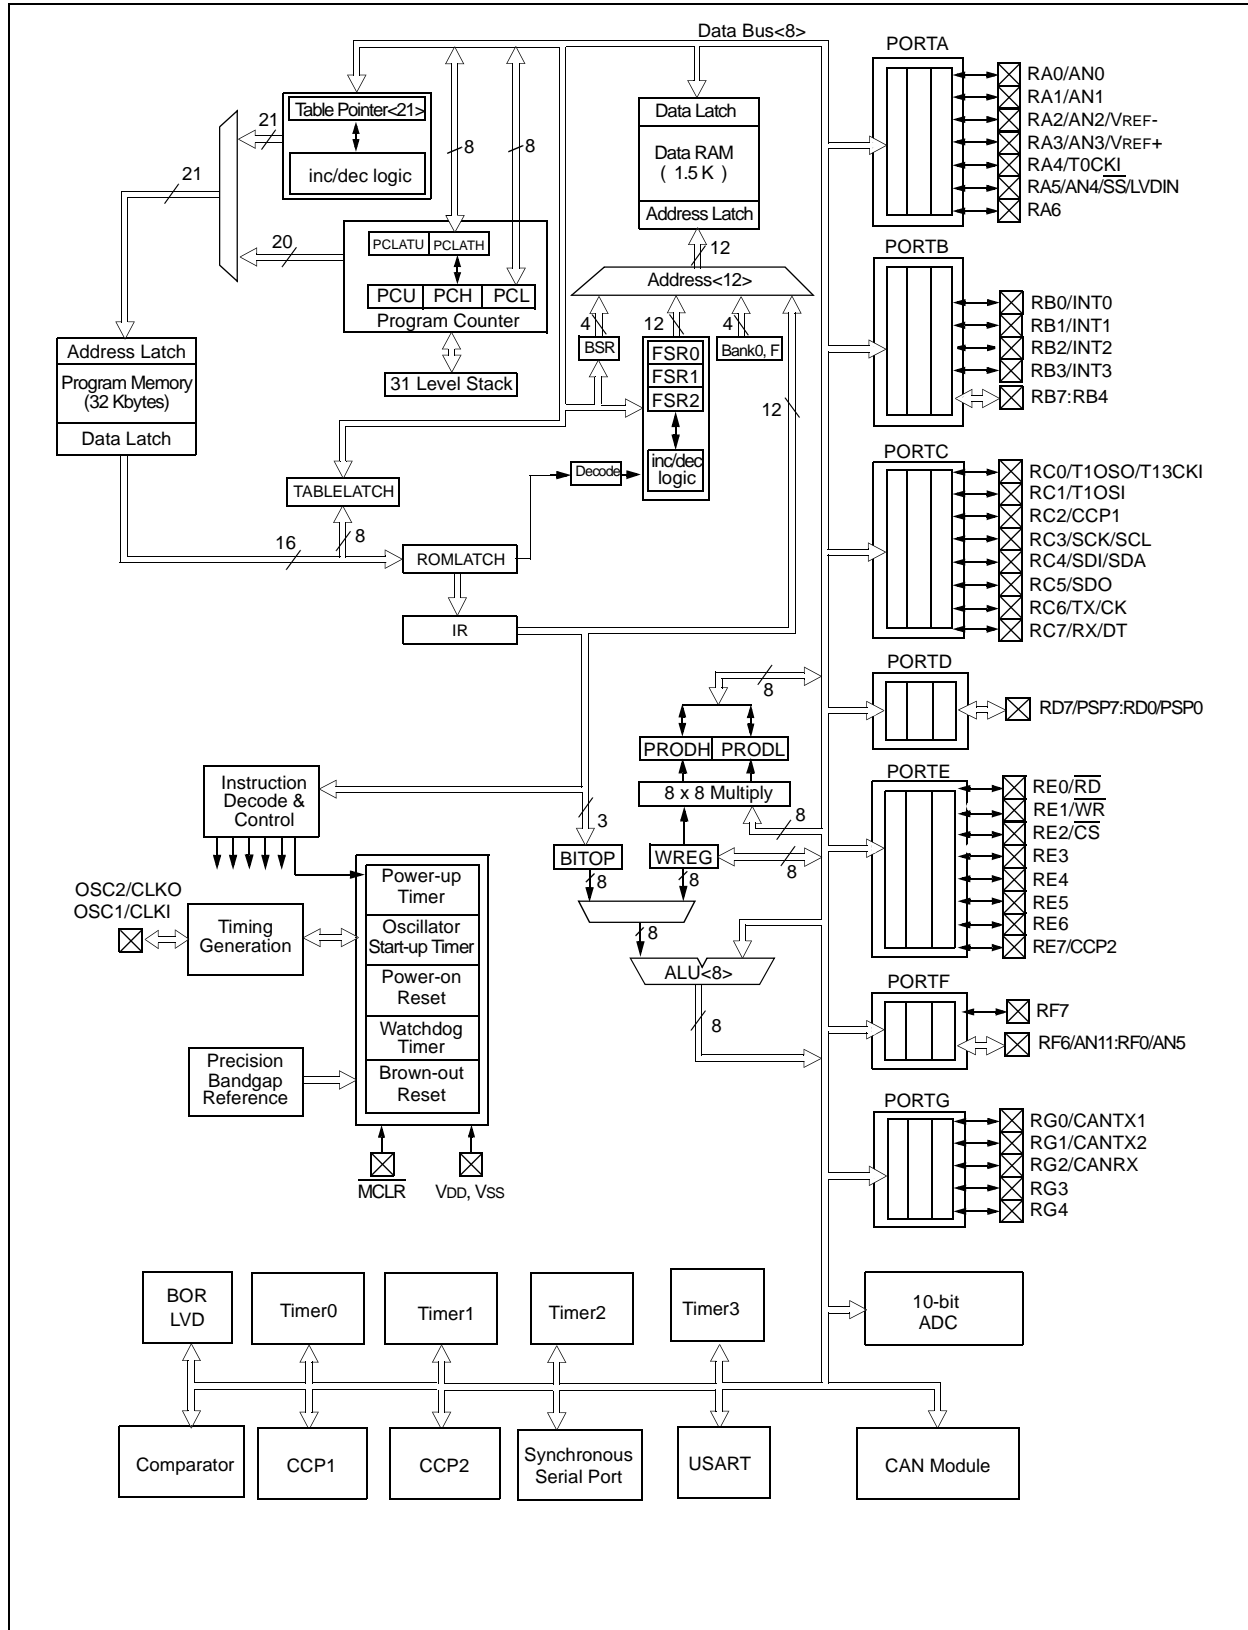 Data Bus<8>
Table Pointer<21>
inc/dec logic
21
21
20
8
8
PCLATU PCLATH
PCU PCH PCL
Program Counter
31 Level Stack
Address Latch
Program Memory
(32 Kbytes)
Data Latch
TABLELATCH
16
8
ROMLATCH
IR
Data Latch
Data RAM
( 1.5 K )
Address Latch
12
Address<12>
4
12
4
BSR
FSR0
FSR1
FSR2
Bank0, F
12
inc/dec
logic
Decode
8
PRODH PRODL
8 x 8 Multiply
8
3
BITOP
WREG
8
8
8
8
ALU<8>
8
Instruction
Decode &
Control
OSC2/CLKO
OSC1/CLKI
Timing
Generation
Power-up
Timer
Oscillator
Start-up Timer
Power-on
Reset
Watchdog
Timer
Brown-out
Reset
Precision
Bandgap
Reference
MCLR
VDD, VSS
PORTA
RA0/AN0
RA1/AN1
RA2/AN2/VREF-
RA3/AN3/VREF+
RA4/T0CKI
RA5/AN4/SS/LVDIN
RA6
PORTB
RB0/INT0
RB1/INT1
RB2/INT2
RB3/INT3
RB7:RB4
PORTC
RC0/T1OSO/T13CKI
RC1/T1OSI
RC2/CCP1
RC3/SCK/SCL
RC4/SDI/SDA
RC5/SDO
RC6/TX/CK
RC7/RX/DT
PORTD
RD7/PSP7:RD0/PSP0
PORTE
RE0/RD
RE1/WR
RE2/CS
RE3
RE4
RE5
RE6
RE7/CCP2
PORTF
RF7
RF6/AN11:RF0/AN5
PORTG
RG0/CANTX1
RG1/CANTX2
RG2/CANRX
RG3
RG4
BOR
LVD
Timer0
Timer1
Timer2
Timer3
10-bit
ADC
Comparator
CCP1
CCP2
Synchronous
Serial Port
USART
CAN Module